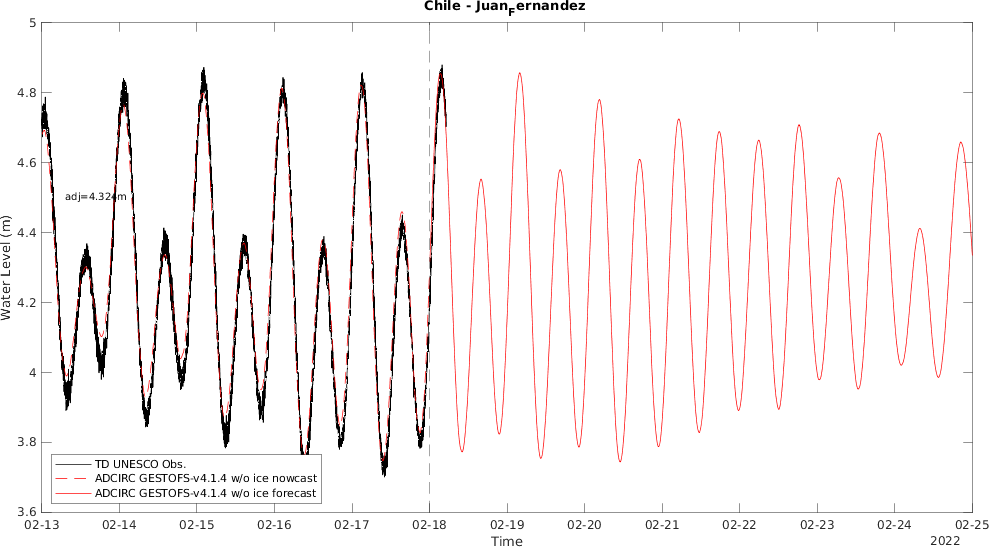 Chile - Juan_Fernandez
5
4.8
4.6
4.4
4.2
4
3.8
3.6
Water Level (m)
adj=4.324m
TD UNESCO Obs.
ADCIRC GESTOFS-v4.1.4 w/o ice nowcast
ADCIRC GESTOFS-v4.1.4 w/o ice forecast
02-13 02-14 02-15 02-16 02-17 02-18 02-19 02-20 02-21 02-22 02-23 02-24 02-25
Time
2022